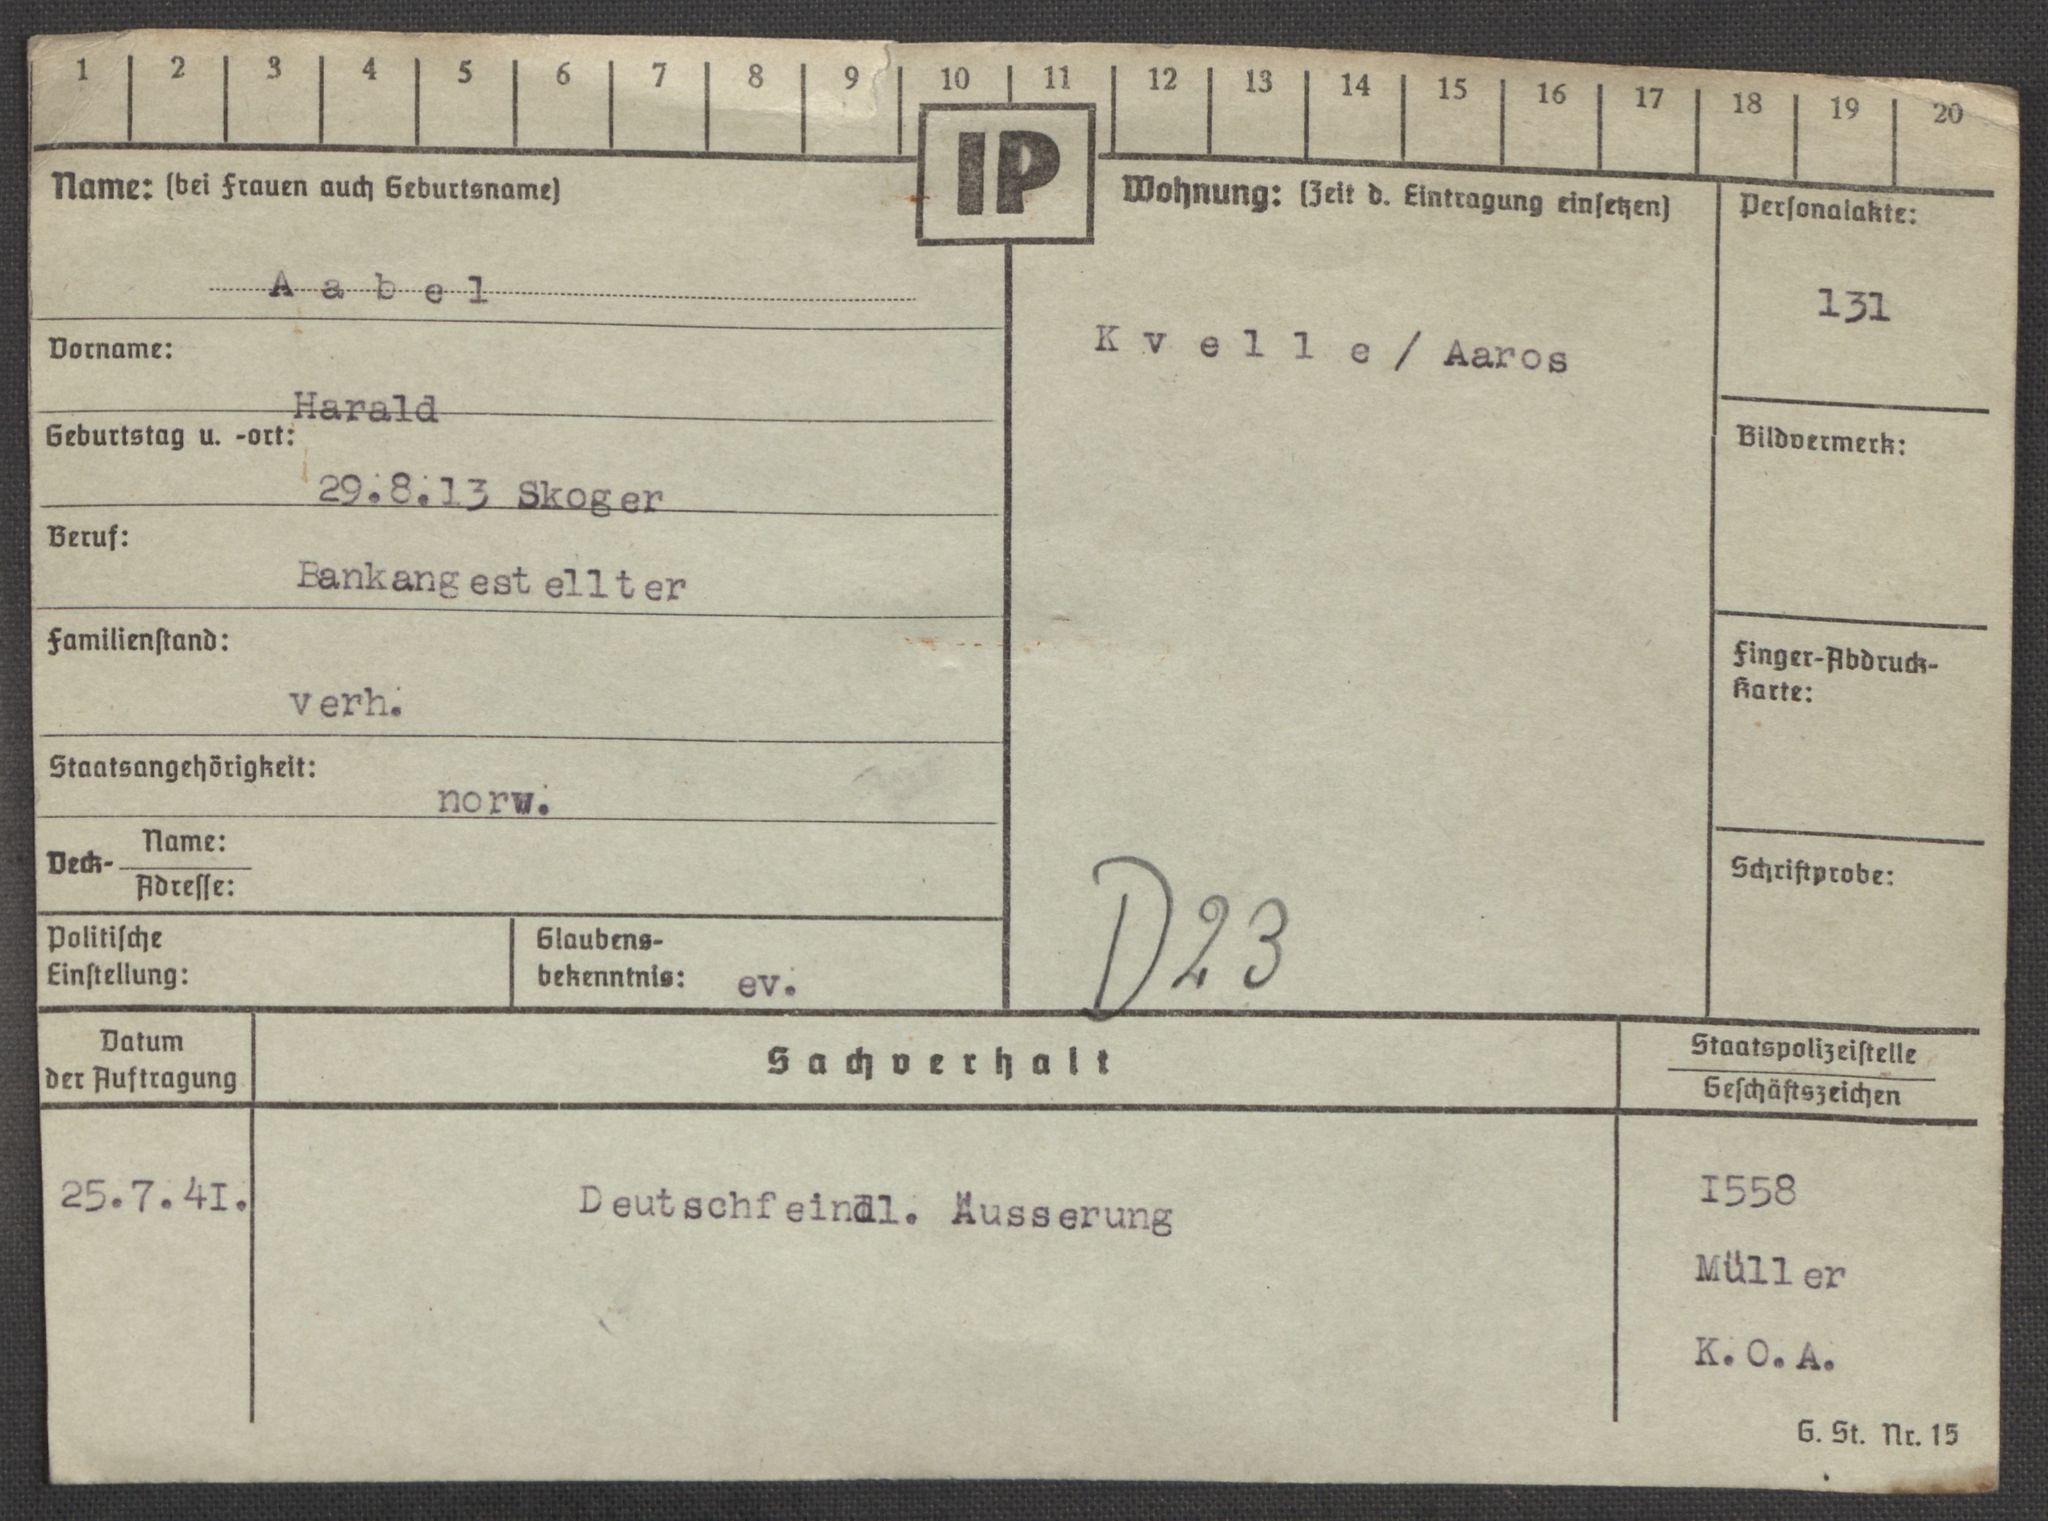 1 2 3 4 5 6 7 8 9 10 11 12 13 14 15 16 17 18 19 20
IP
Name: (bei Frauen auch Geburtsname)
Aabel
Vorname:
Harald
Geburtstag u. -ort:
29.8.13 Skoger
Beruf:
Bankangestellter
Familienstand:
verh.
Staatsangehörigkeit:
norw.
Deck-
Name:
Adresse:
Politische
Einstellung:
Glaubens-
bekenntnis: ev.
Wohnung: (Zeit d. Eintragung einsetzen)
Kvelle/ Aaros
D23
Personalakte:
131
Bildvermerk:
Finger-Abdruck-
Karte:
Schriftprobe:
Datum
der Auftragung
Sachverhalt
Staatspolizeistelle
Geschäftszeichen
25.7.41.
Deutschfeindl. Äusserung
I558
Müller
K.O.A.
G. St. Nr. 15